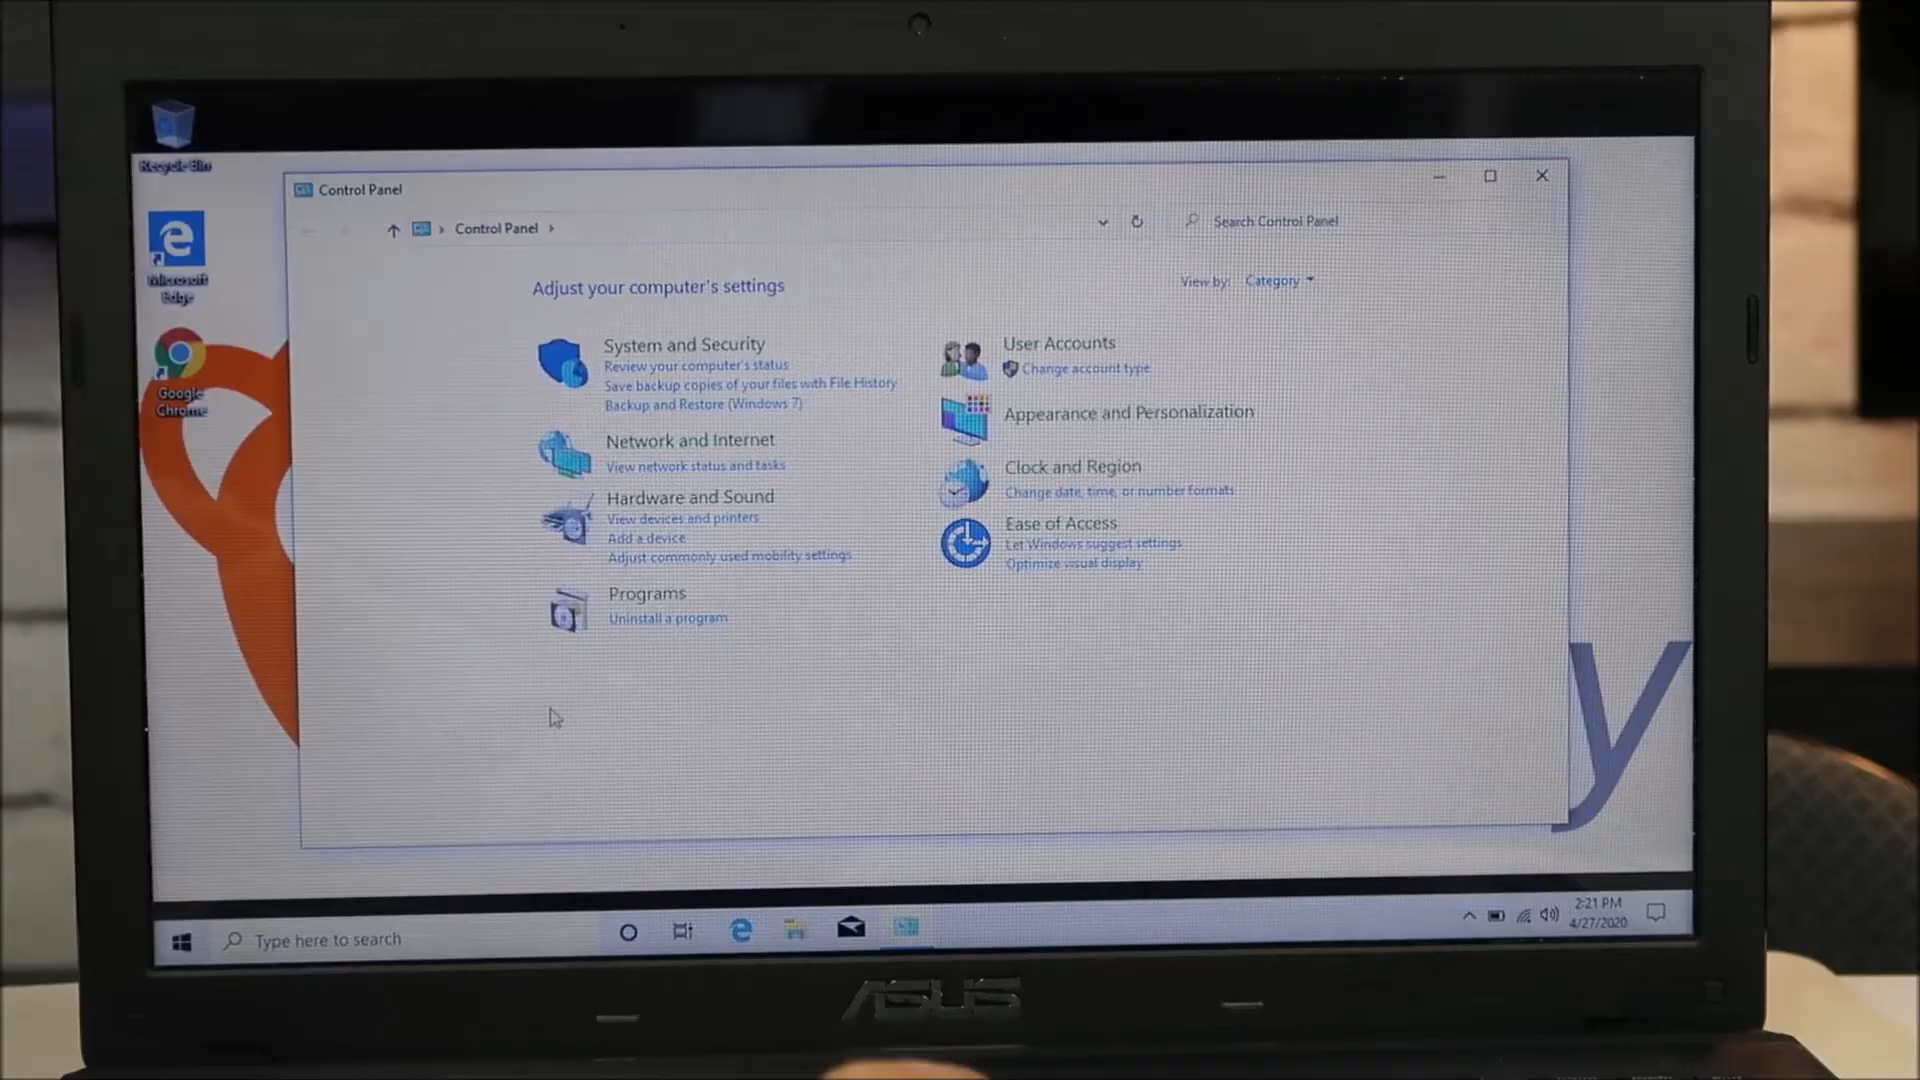 Recycle Bin
Control Panel
Control Panel
Search Control Panel
Microsoft
Edge
Adjust your computer's settings
View by: Category
Google
Chrome
System and Security
Review your computer's status
Save backup copies of your files with File History
Backup and Restore (Windows 7)
Network and Internet
View network status and tasks
Hardware and Sound
View devices and printers
Add a device
Adjust commonly used mobility settings
Programs
Uninstall a program
User Accounts
Change account type
Appearance and Personalization
Clock and Region
Change date, time, or number formats
Ease of Access
Let Windows suggest settings
Optimize visual display
y
Type here to search
2:21 PM
4/27/2020
ASUS